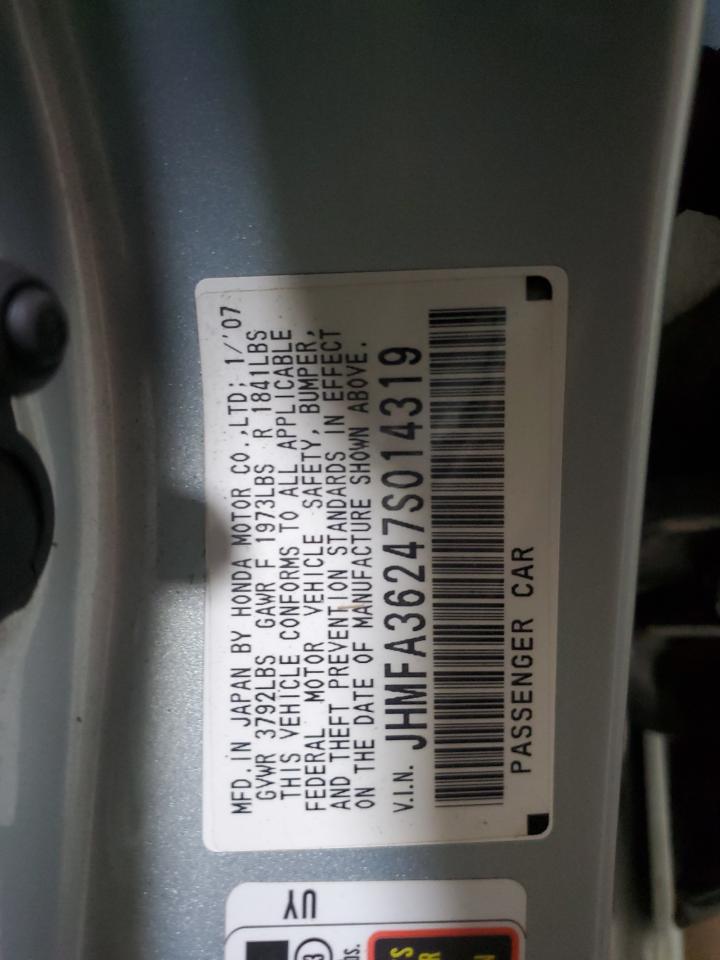 MFD. IN JAPAN BY HONDA MOTOR CO.,LTD; 1/'07
GVWR 3792LBS GAWR F 1973LBS R 1841LBS
THIS VEHICLE CONFORMS TO ALL APPLICABLE
FEDERAL MOTOR VEHICLE SAFETY, BUMPER,
AND THEFT PREVENTION STANDARDS IN EFFECT
ON THE DATE OF MANUFACTURE SHOWN ABOVE.
V.I.N. JHMFA36247S014319
PASSENGER CAR
UY